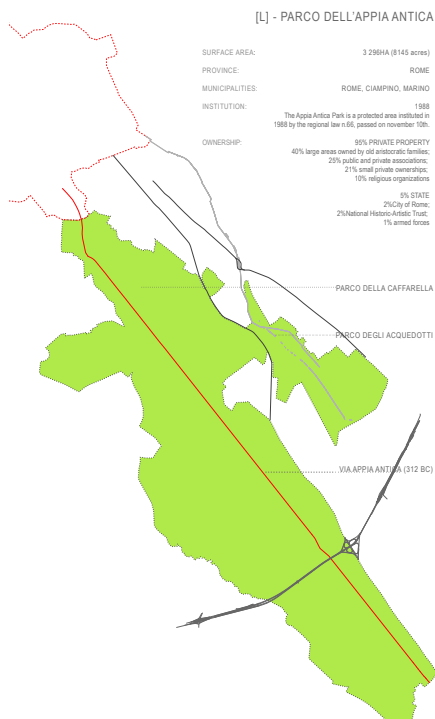 [L] - PARCO DELL'APPIA ANTICA
SURFACE AREA: 3 296HA (8145 acres)
PROVINCE: ROME
MUNICIPALITIES: ROME, CIAMPINO, MARINO
INSTITUTION: 1988
The Appia Antica Park is a protected area instituted in
1988 by the regional law n.66, passed on november 10th.
OWNERSHIP: 95% PRIVATE PROPERTY
40% large areas owned by old aristocratic families;
25% public and private associations;
21% small private ownerships;
10% religious organizations
5% STATE
2%City of Rome;
2%National Historic-Artistic Trust;
1% armed forces
PARCO DELLA CAFFARELLA
PARCO DEGLI ACQUEDOTTI
VIA APPIA ANTICA (312 BC)